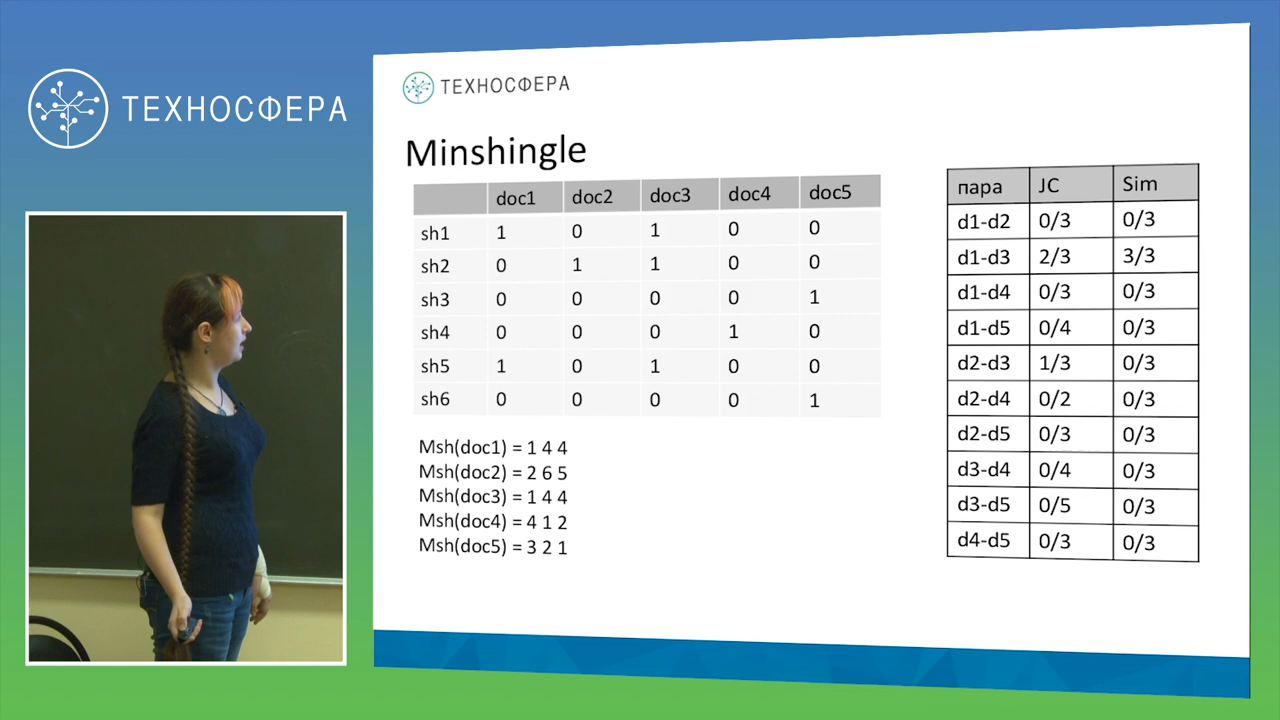 ТЕХНОСФЕРА
ТЕХНОСФЕРА
Minshingle
doc1 doc2 doc3 doc4 doc5
sh1 1 0 1 0 0
sh2 0 1 1 0 0
sh3 0 0 0 0 1
sh4 0 0 0 1 0
sh5 1 0 1 0 0
sh6 0 0 0 0 1
Msh(doc1) = 1 4 4
Msh(doc2) = 2 6 5
Msh(doc3) = 1 4 4
Msh(doc4) = 4 1 2
Msh(doc5) = 3 2 1
пара JC Sim
d1-d2 0/3 0/3
d1-d3 2/3 3/3
d1-d4 0/3 0/3
d1-d5 0/4 0/3
d2-d3 1/3 0/3
d2-d4 0/2 0/3
d2-d5 0/3 0/3
d3-d4 0/4 0/3
d3-d5 0/5 0/3
d4-d5 0/3 0/3